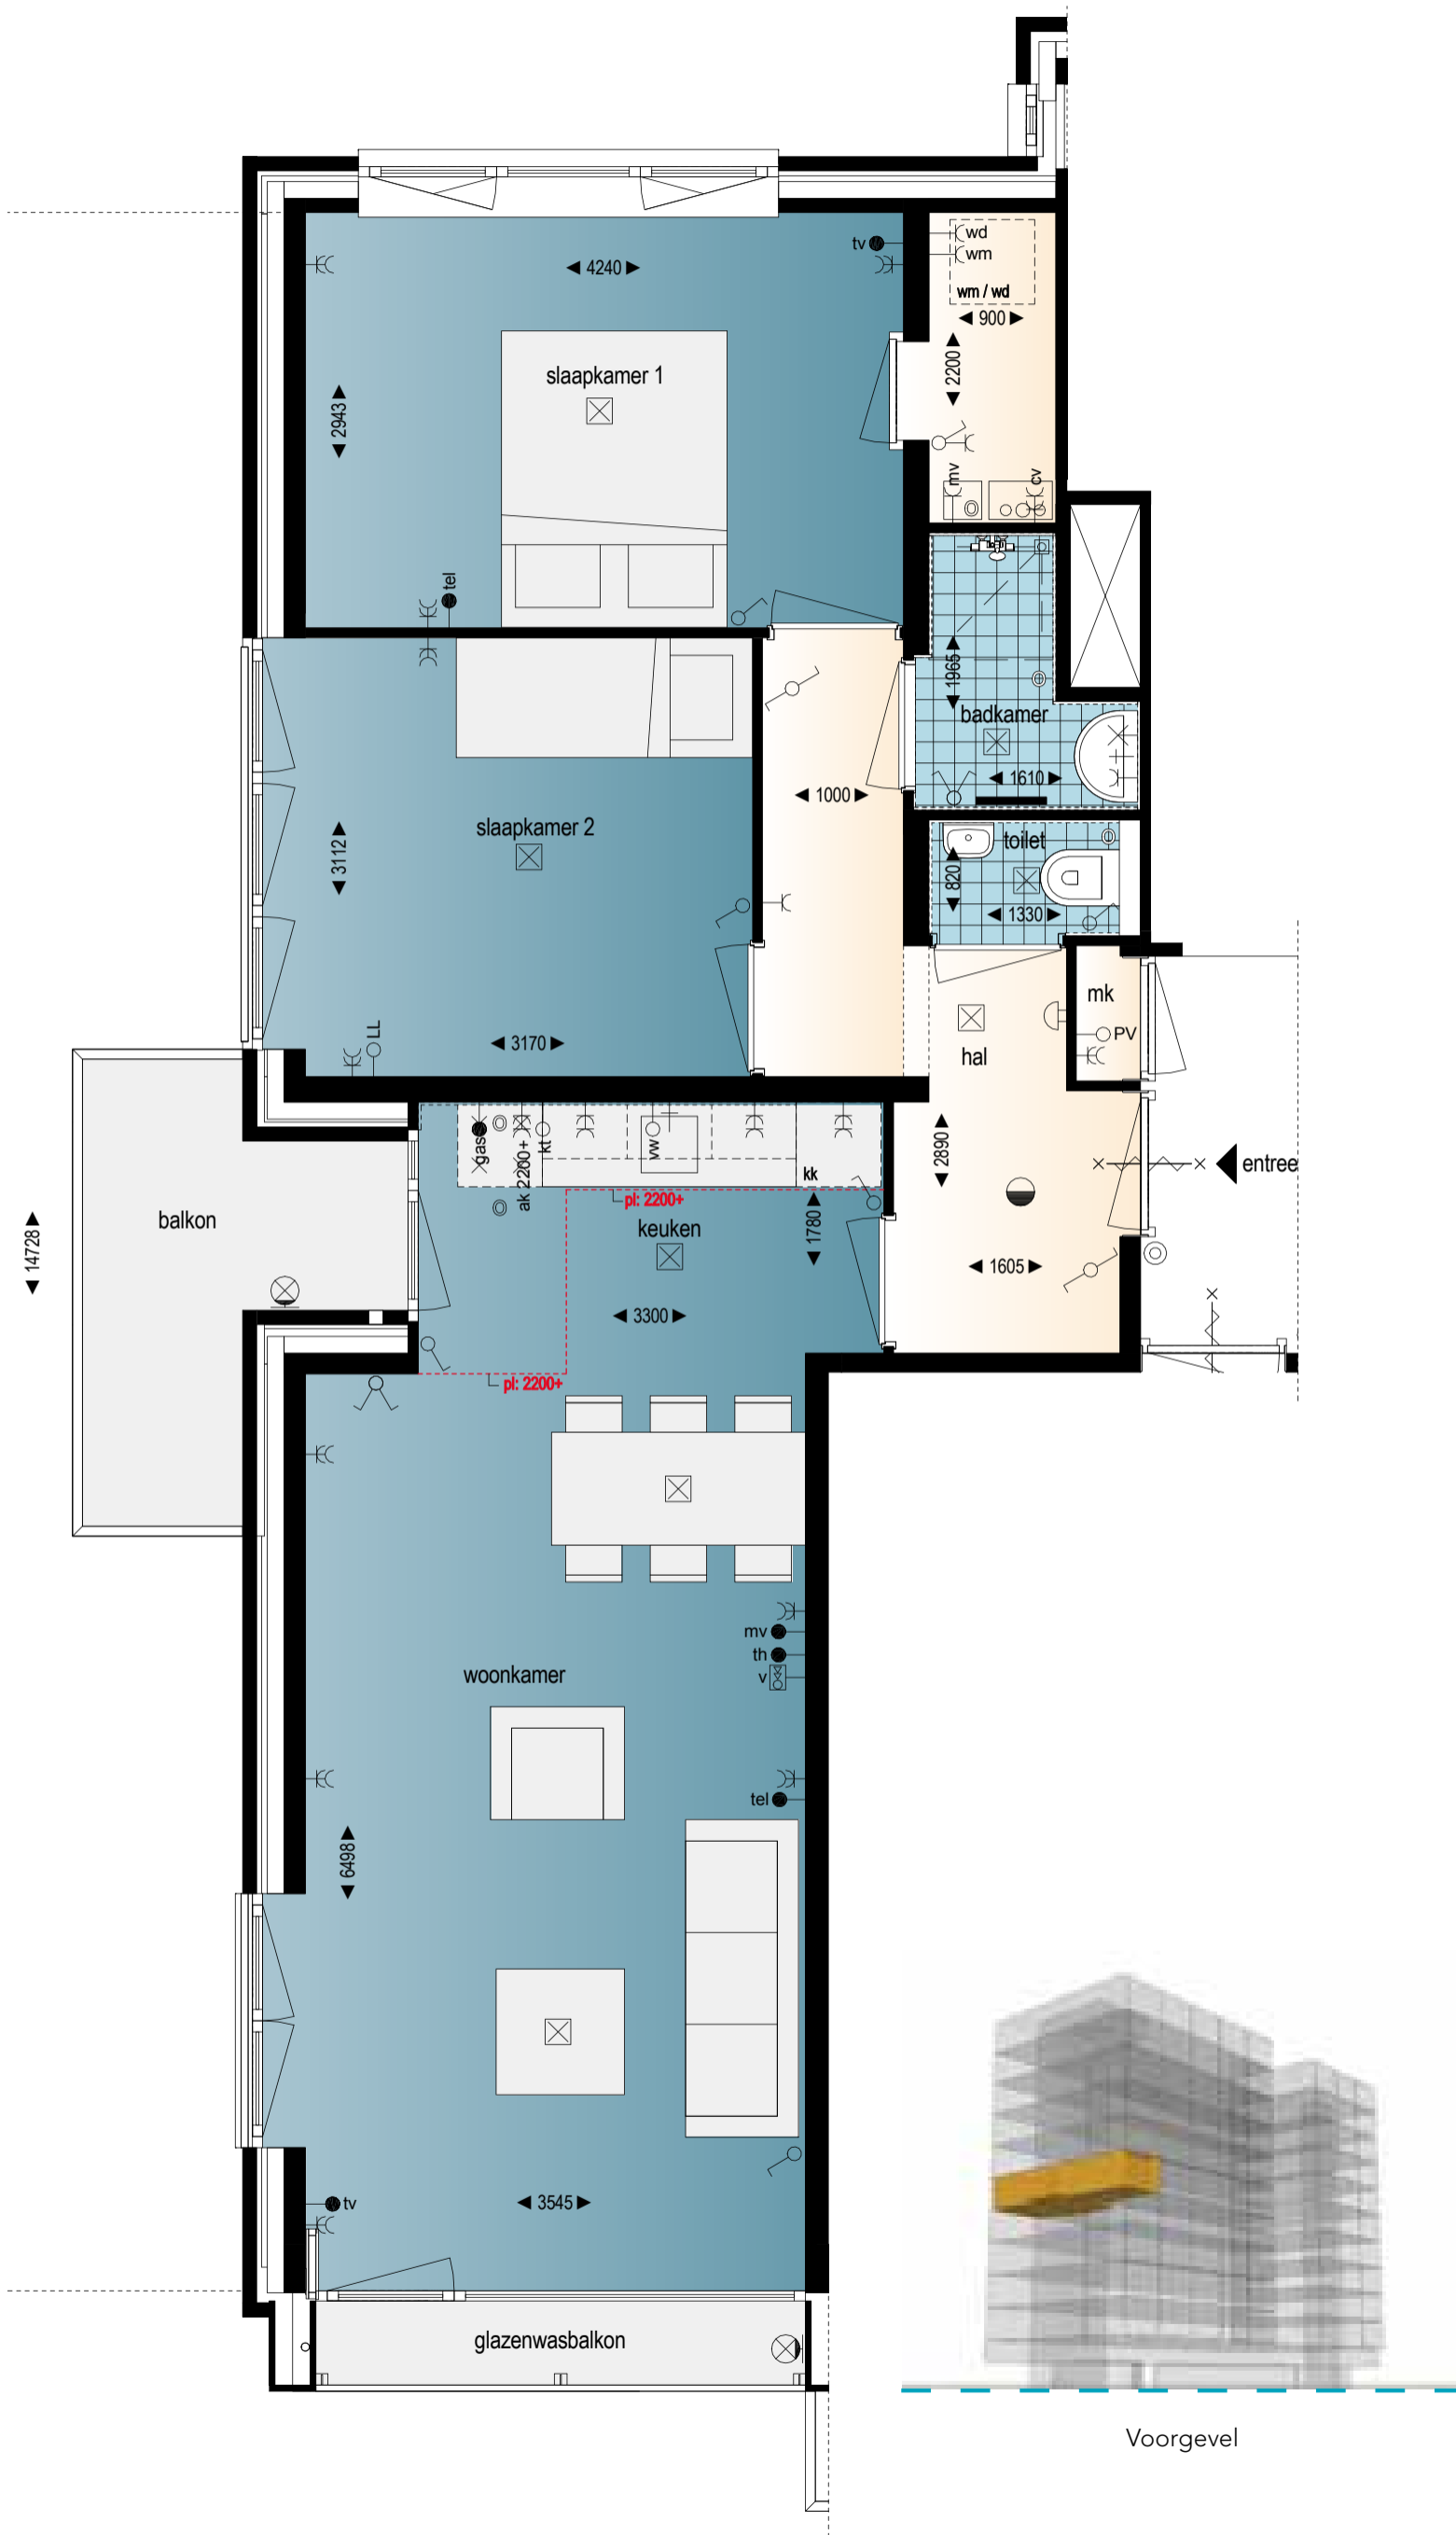 tv
wd
wm
wm / wd
4240
900
2200
slaapkamer 1
2943
mv
cv
tel
1965
badkamer
1610
1000
slaapkamer 2
3112
toilet
820
1330
mk
PV
LL
3170
hal
gas
ak 2200+
kt
vw
kk
2890
entree
pl: 2200+
balkon
keuken
1780
14728
1605
3300
pl: 2200+
mv
th
v
woonkamer
tel
6498
tv
3545
glazenwasbalkon
Voorgevel